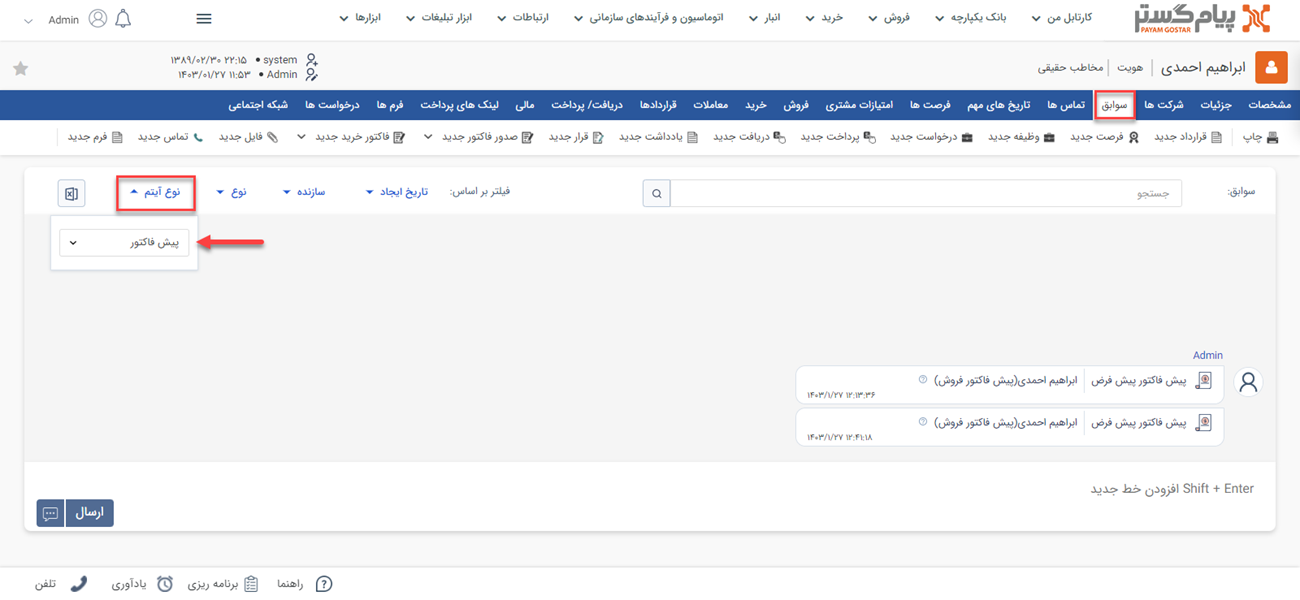 پیام گستر
PAYAM GOSTAR
کارتابل من
بانک یکپارچه
فروش
خرید
انبار
اتوماسیون و فرآیندهای سازمانی
ارتباطات
ابزار تبلیغات
ابزارها
Admin
ابراهیم احمدی
هویت
مخاطب حقیقی
system • ۱۳۸۹/۰۲/۳۰ ۲۲:۱۵
Admin • ۱۴۰۳/۰۱/۲۷ ۱۱:۵۳
مشخصات
جزئیات
شرکت ها
سوابق
تماس ها
تاریخ های مهم
فرصت ها
امتیازات مشتری
فروش
خرید
معاملات
قراردادها
دریافت/ پرداخت
مالی
لینک های پرداخت
فرم ها
درخواست ها
شبکه اجتماعی
چاپ
قرارداد جدید
فرصت جدید
وظیفه جدید
درخواست جدید
پرداخت جدید
دریافت جدید
یادداشت جدید
قرار جدید
صدور فاکتور جدید
فاکتور خرید جدید
فایل جدید
تماس جدید
فرم جدید
سوابق:
جستجو
فیلتر بر اساس:
تاریخ ایجاد
سازنده
نوع
نوع آیتم
پیش فاکتور
Admin
پیش فاکتور پیش فرض
ابراهیم احمدی(پیش فاکتور فروش)
۱۴۰۳/۱/۲۷ ۱۲:۱۳:۳۶
پیش فاکتور پیش فرض
ابراهیم احمدی(پیش فاکتور فروش)
۱۴۰۳/۱/۲۷ ۱۲:۴۱:۱۸
Shift + Enter افزودن خط جدید
ارسال
راهنما
برنامه ریزی
یادآوری
تلفن